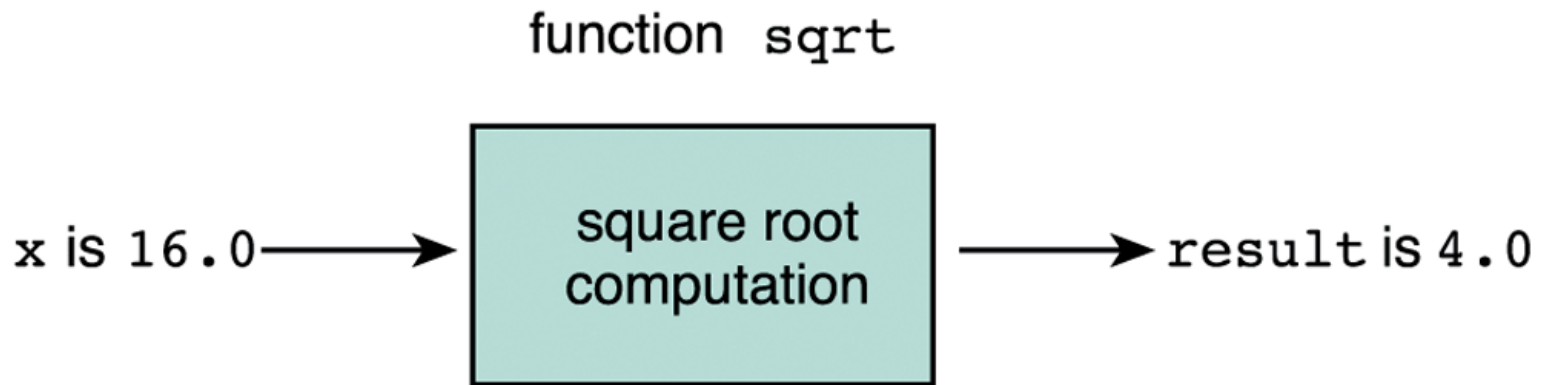 function sqrt
x is 16.0
square root
computation
result is 4.0